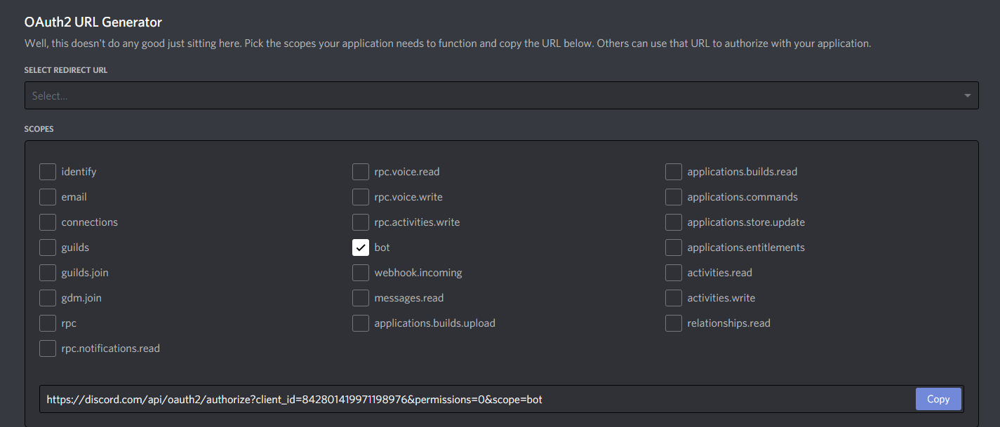 OAuth2 URL Generator
Well, this doesn't do any good just sitting here. Pick the scopes your application needs to function and copy the URL below. Others can use that URL to authorize with your application.
SELECT REDIRECT URL
Select...
SCOPES
identify
email
connections
guilds
guilds.join
gdm.join
rpc
rpc.notifications.read
rpc.voice.read
rpc.voice.write
rpc.activities.write
bot
webhook.incoming
messages.read
applications.builds.upload
applications.builds.read
applications.commands
applications.store.update
applications.entitlements
activities.read
activities.write
relationships.read
https://discord.com/api/oauth2/authorize?client_id=842801419971198976&permissions=0&scope=bot
Copy